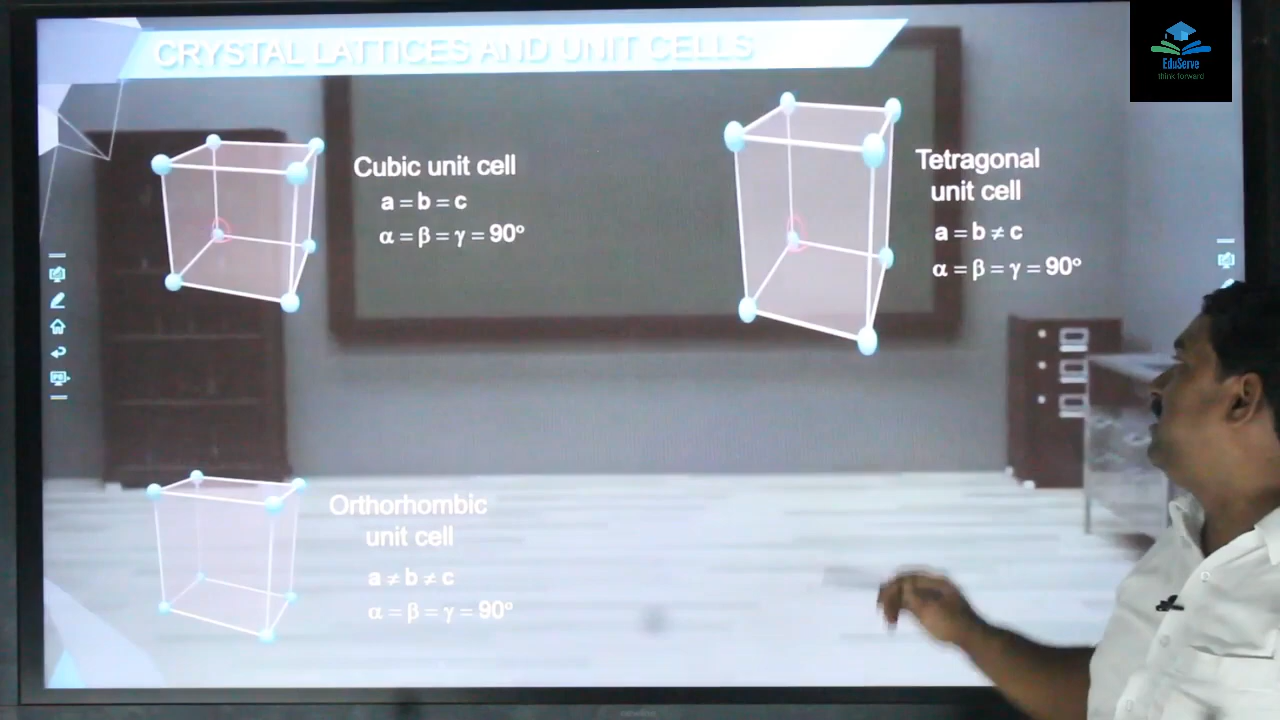 CRYSTAL LATTICES AND UNIT CELLS
EduServe
think forward
Cubic unit cell
a = b = c
α = β = γ = 90°
Tetragonal
unit cell
a = b ≠ c
α = β = γ = 90°
Orthorhombic
unit cell
a ≠ b ≠ c
α = β = γ = 90°